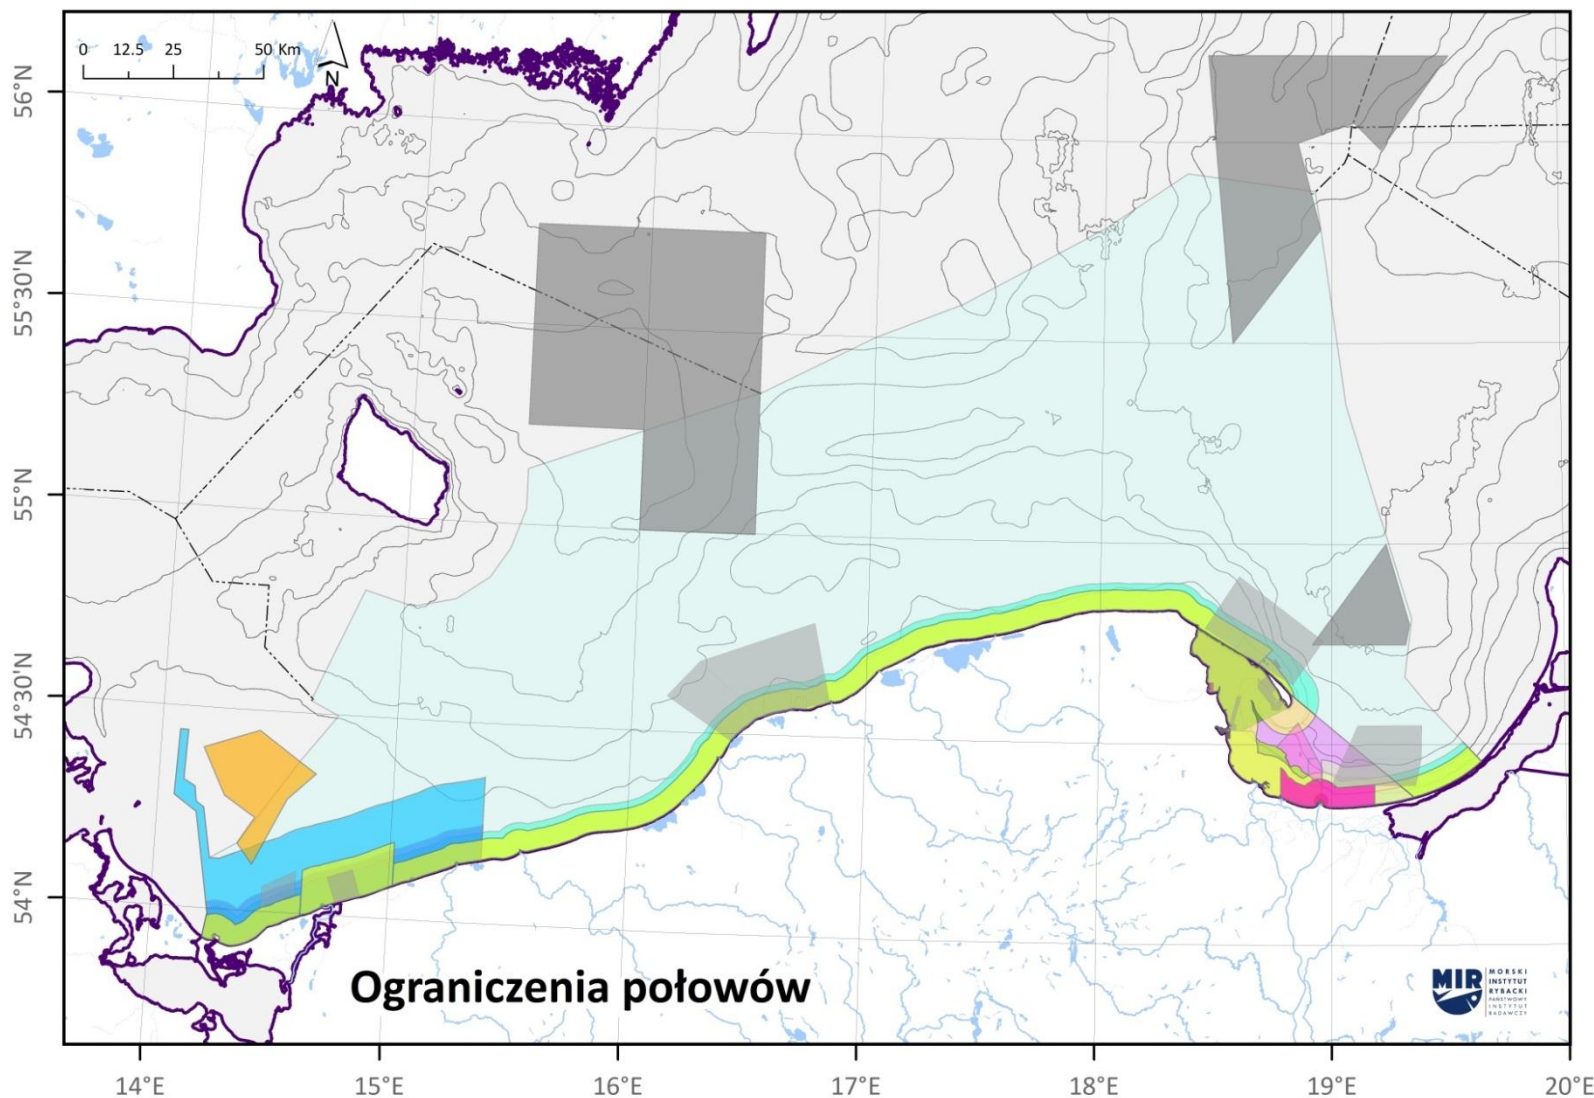 0 12.5 25 50 Km
N
56°N
55°30'N
55°N
54°30'N
54°N
Ograniczenia połowów
MIR
MORSKI
INSTYTUT
RYBACKI
PAŃSTWOWY
INSTYTUT
BADAWCZY
14°E 15°E 16°E 17°E 18°E 19°E 20°E